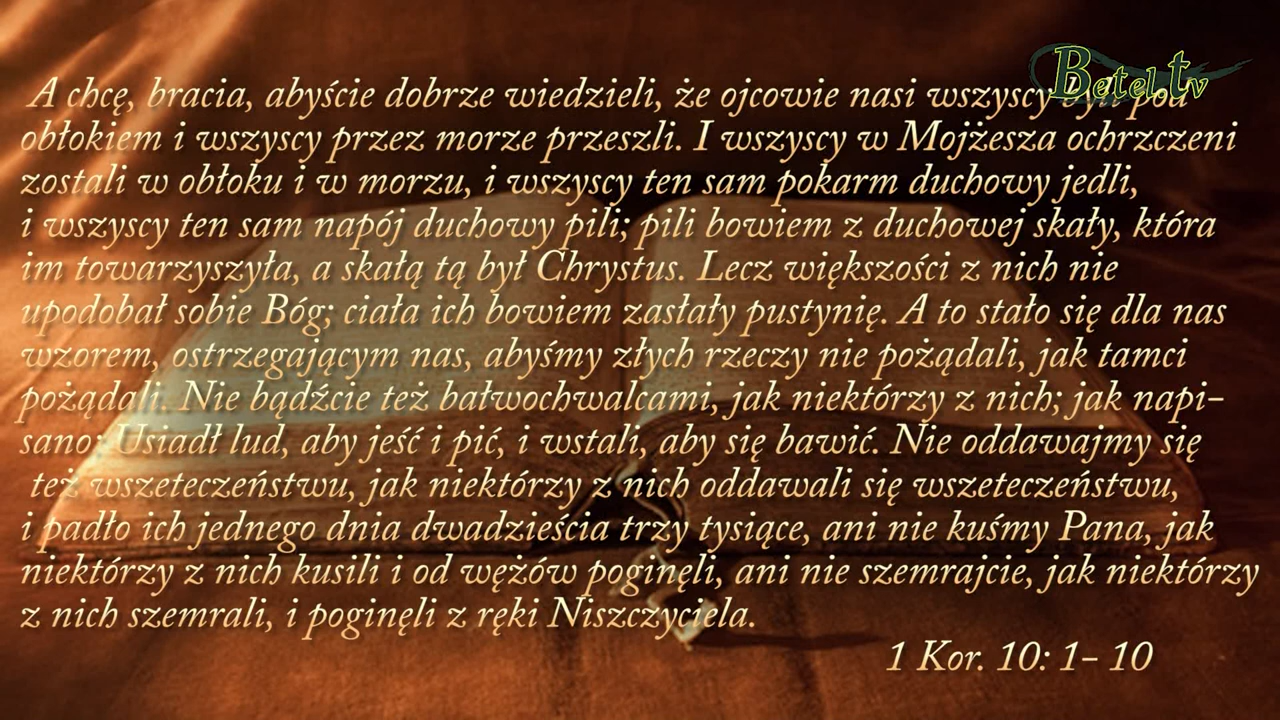 Betel.tv
A chcę, bracia, abyście dobrze wiedzieli, że ojcowie nasi wszyscy byli pod
obłokiem i wszyscy przez morze przeszli. I wszyscy w Mojżesza ochrzczeni
zostali w obłoku i w morzu, i wszyscy ten sam pokarm duchowy jedli,
i wszyscy ten sam napój duchowy pili; pili bowiem z duchowej skały, która
im towarzyszyła, a skałą tą był Chrystus. Lecz większości z nich nie
upodobał sobie Bóg; ciała ich bowiem zasłały pustynię. A to stało się dla nas
wzorem, ostrzegającym nas, abyśmy złych rzeczy nie pożądali, jak tamci
pożądali. Nie bądźcie też bałwochwalcami, jak niektórzy z nich; jak napi-
sano: Usiadł lud, aby jeść i pić, i wstali, aby się bawić. Nie oddawajmy się
też wszeteczeństwu, jak niektórzy z nich oddawali się wszeteczeństwu,
i padło ich jednego dnia dwadzieścia trzy tysiące, ani nie kuśmy Pana, jak
niektórzy z nich kusili i od wężów poginęli, ani nie szemrajcie, jak niektórzy
z nich szemrali, i poginęli z ręki Niszczyciela.
1 Kor. 10: 1- 10